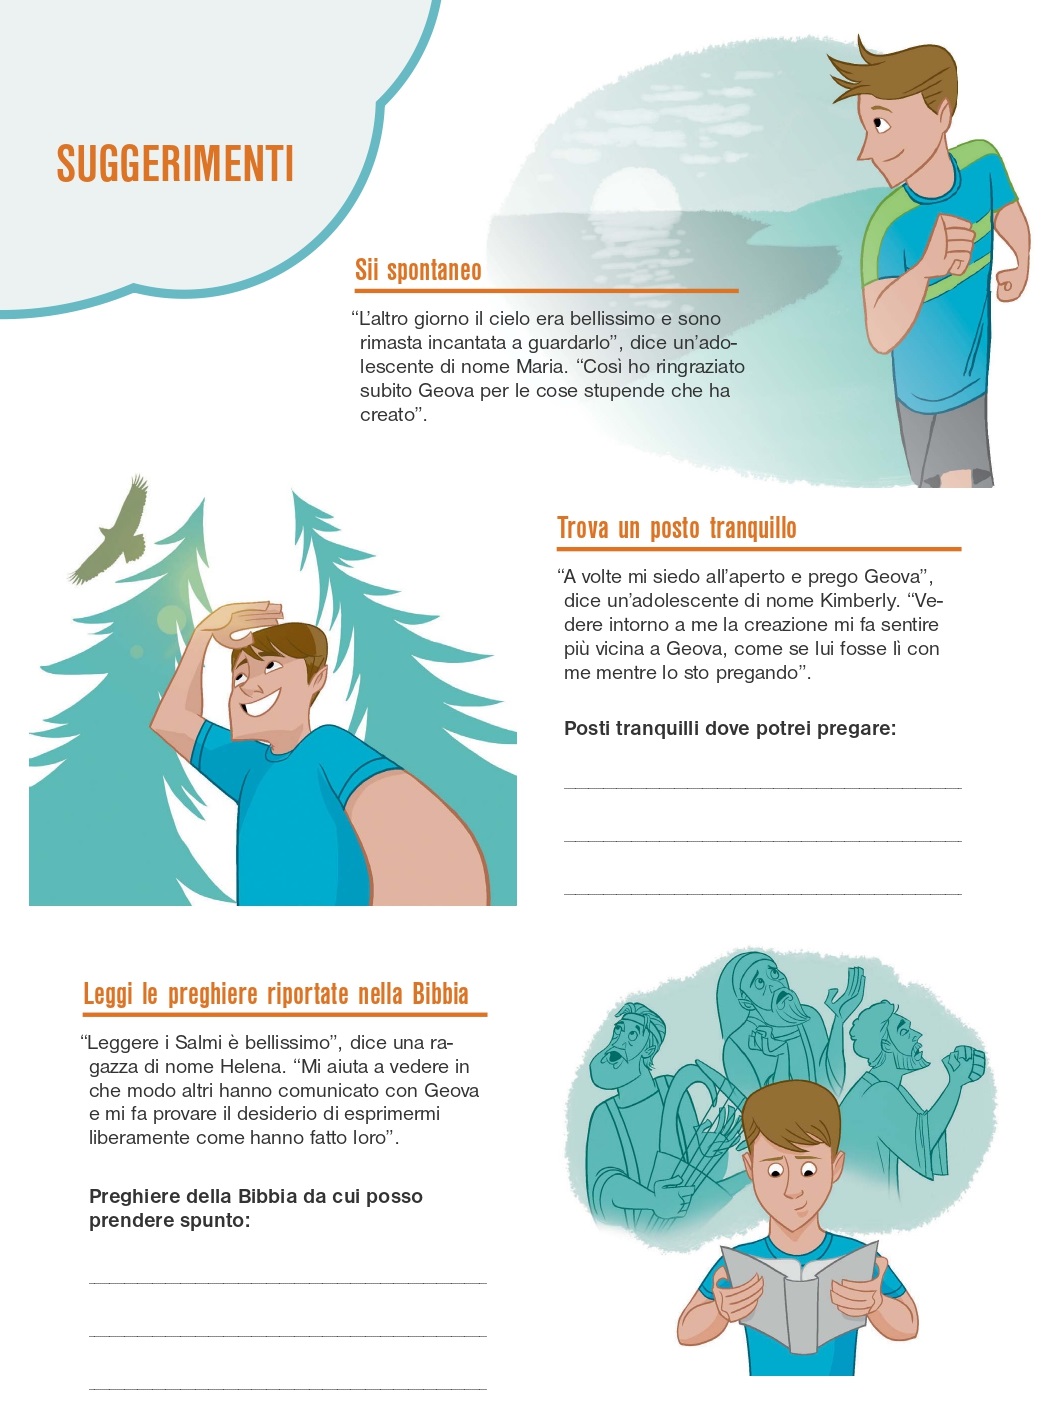 SUGGERIMENTI
Sii spontaneo
“L’altro giorno il cielo era bellissimo e sono
rimasta incantata a guardarlo”, dice un’ado-
lescente di nome Maria. “Così ho ringraziato
subito Geova per le cose stupende che ha
creato”.
Trova un posto tranquillo
“A volte mi siedo all’aperto e prego Geova”,
dice un’adolescente di nome Kimberly. “Ve-
dere intorno a me la creazione mi fa sentire
più vicina a Geova, come se lui fosse lì con
me mentre lo sto pregando”.
Posti tranquilli dove potrei pregare:
Leggi le preghiere riportate nella Bibbia
“Leggere i Salmi è bellissimo”, dice una ra-
gazza di nome Helena. “Mi aiuta a vedere in
che modo altri hanno comunicato con Geova
e mi fa provare il desiderio di esprimermi
liberamente come hanno fatto loro”.
Preghiere della Bibbia da cui posso
prendere spunto: